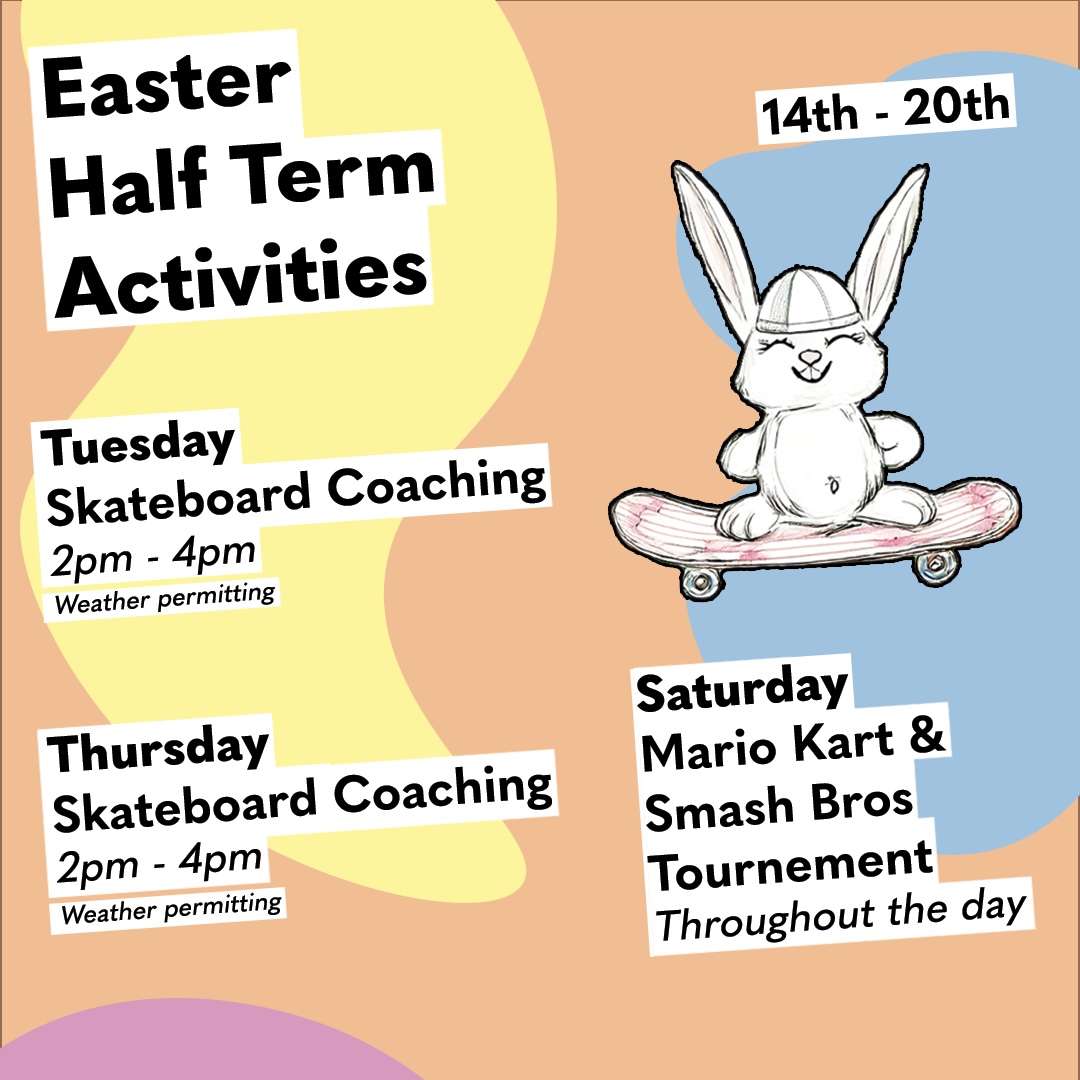 Easter
Half Term
Activities
14th - 20th
Tuesday
Skateboard Coaching
2pm - 4pm
Weather permitting
Thursday
Skateboard Coaching
2pm - 4pm
Weather permitting
Saturday
Mario Kart &
Smash Bros
Tournement
Throughout the day